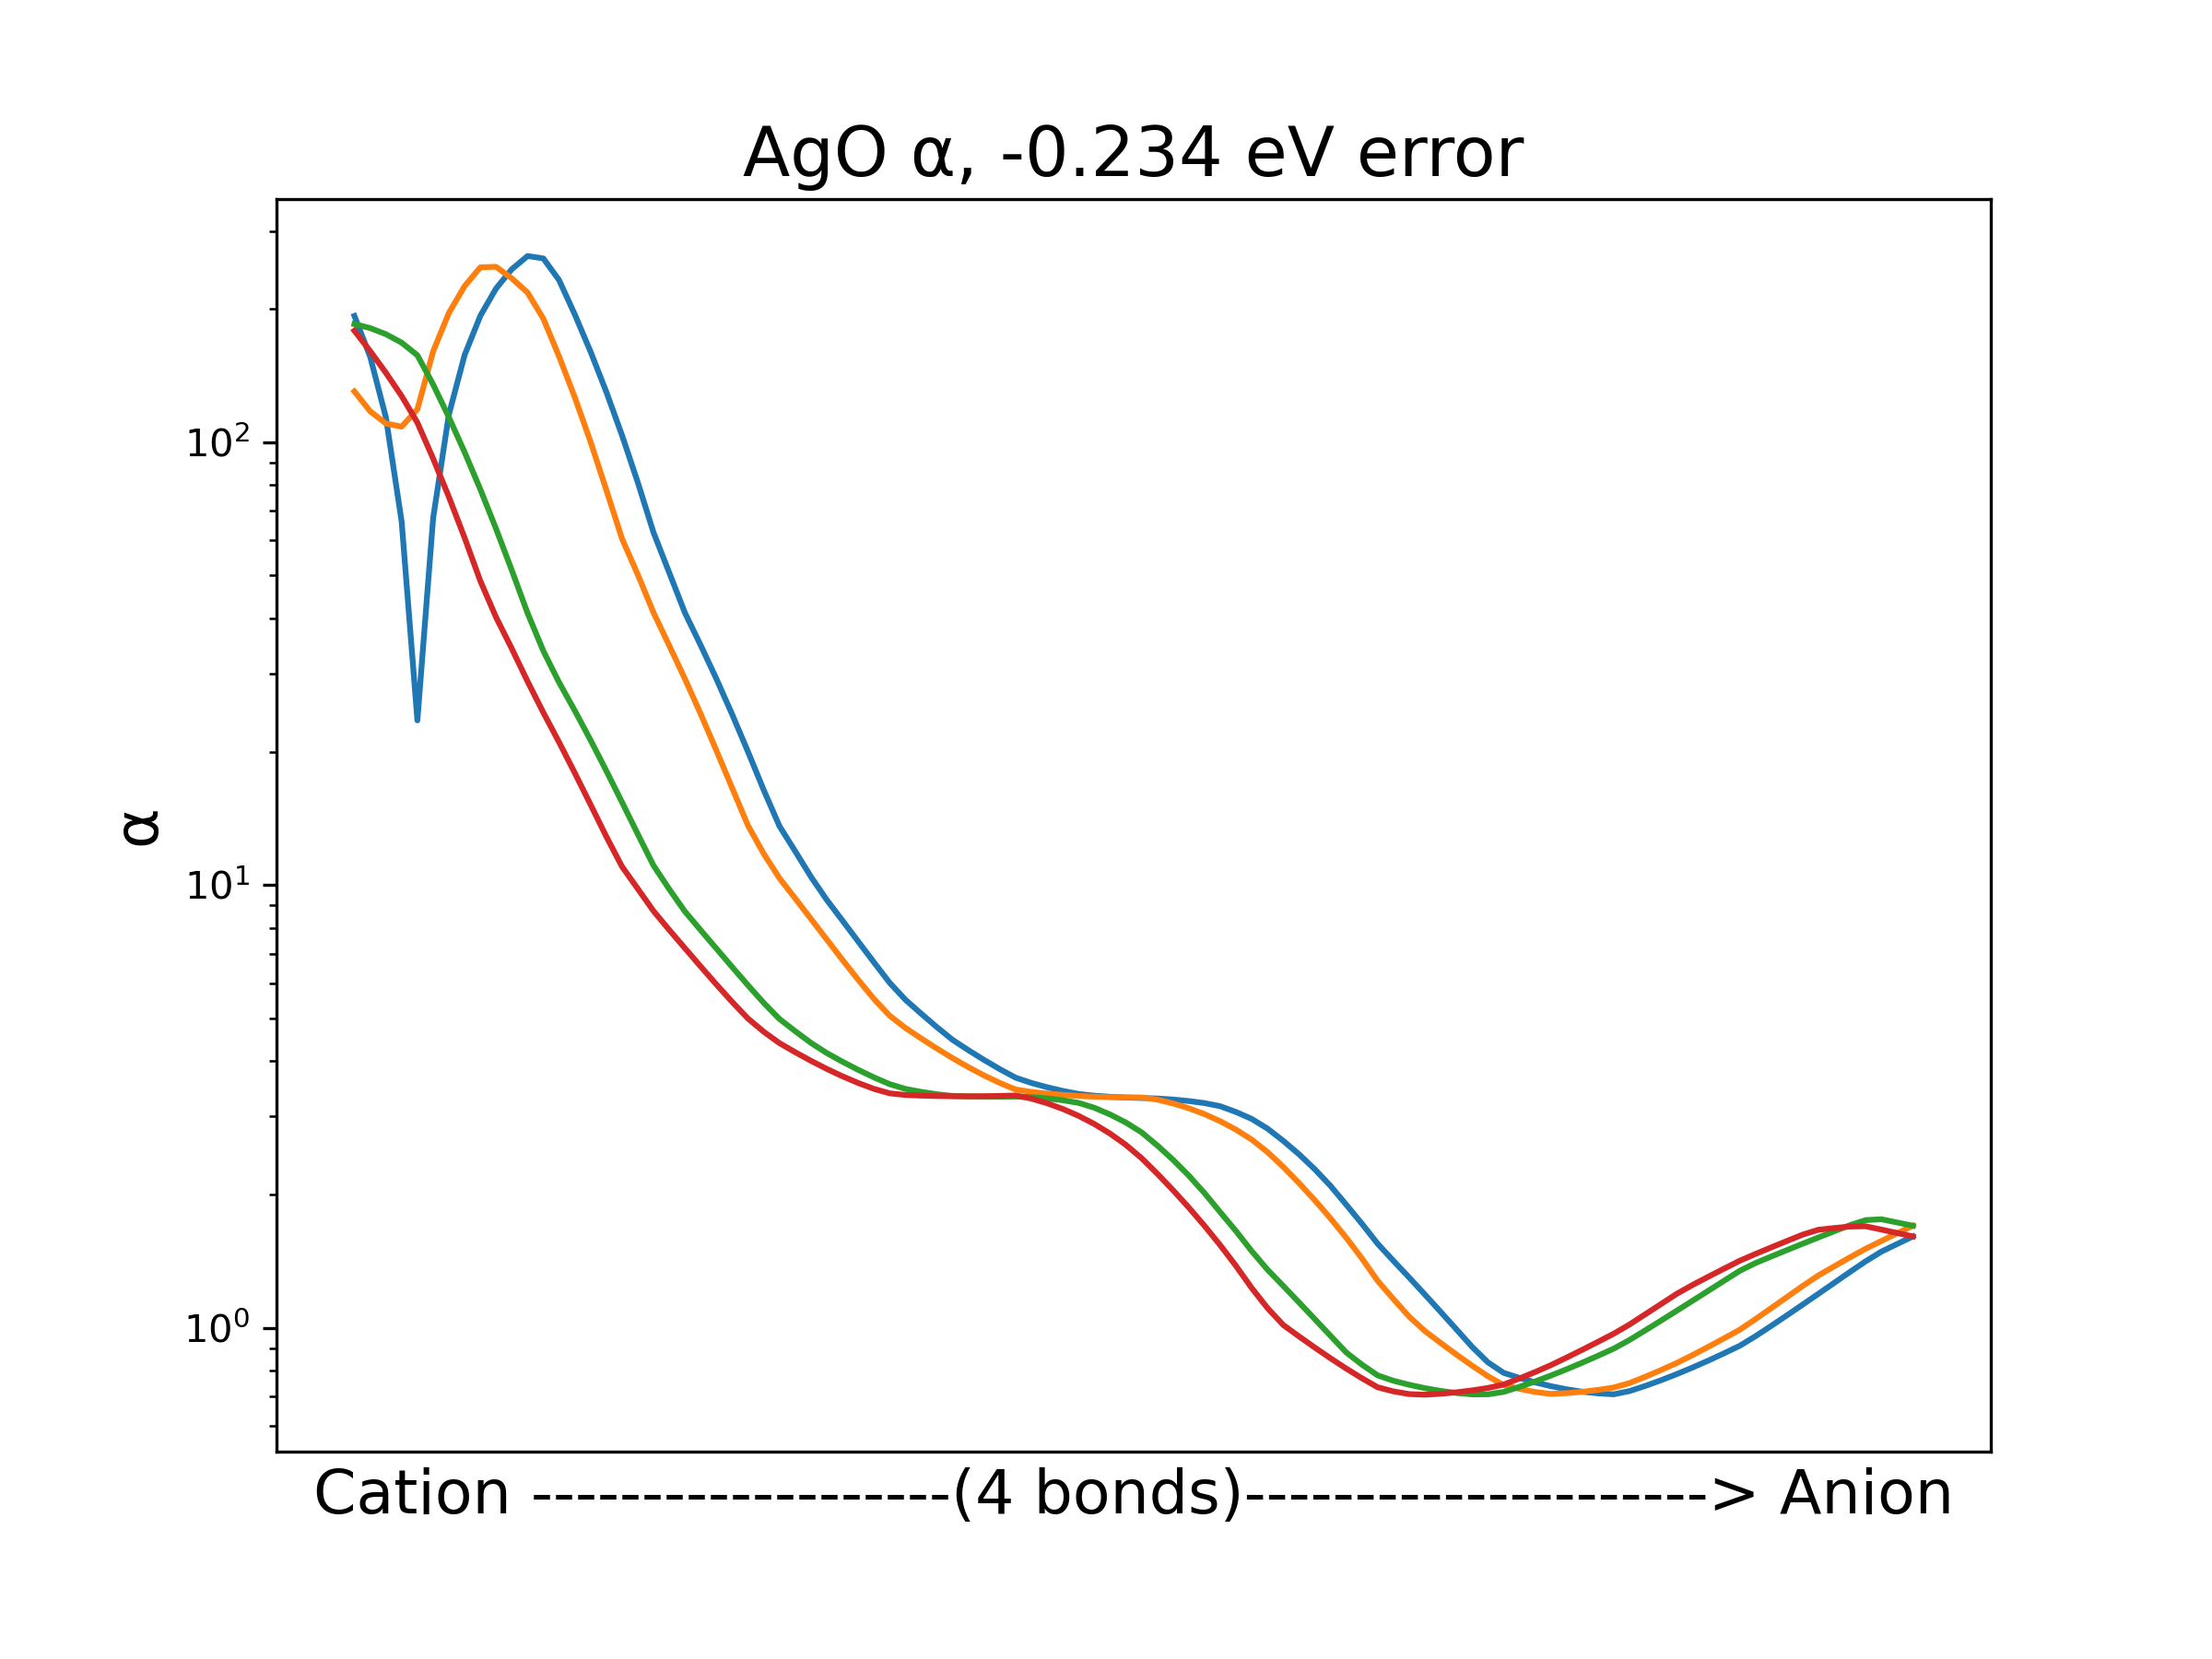 AgO α, -0.234 eV error
α
10²
10¹
10⁰
Cation -------------------(4 bonds)---------------------> Anion